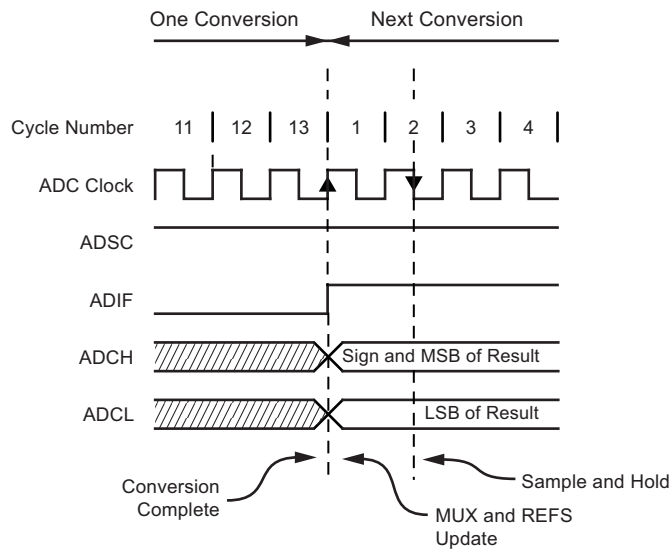 One Conversion
Next Conversion
Cycle Number
11
12
13
1
2
3
4
ADC Clock
ADSC
ADIF
ADCH
Sign and MSB of Result
ADCL
LSB of Result
Conversion
Complete
MUX and REFS
Update
Sample and Hold